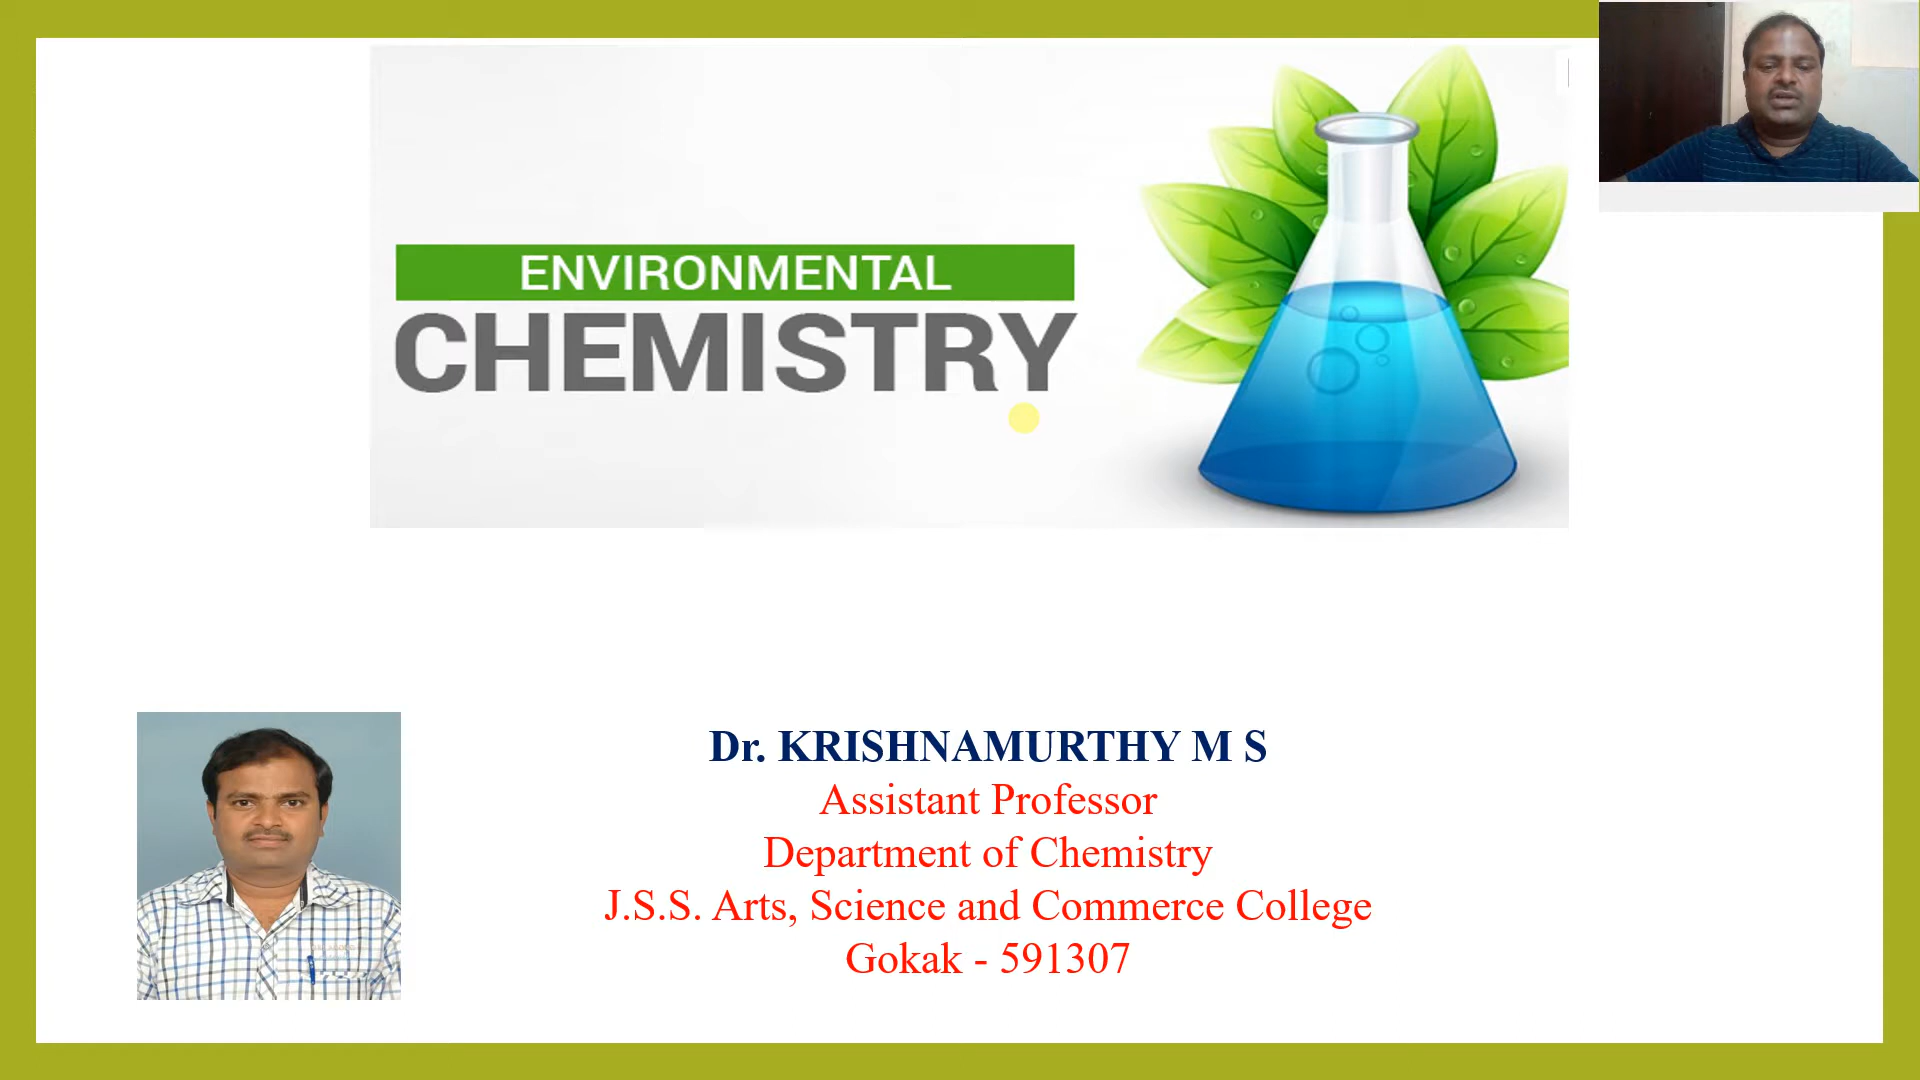 ENVIRONMENTAL
CHEMISTRY
Dr. KRISHNAMURTHY M S
Assistant Professor
Department of Chemistry
J.S.S. Arts, Science and Commerce College
Gokak - 591307